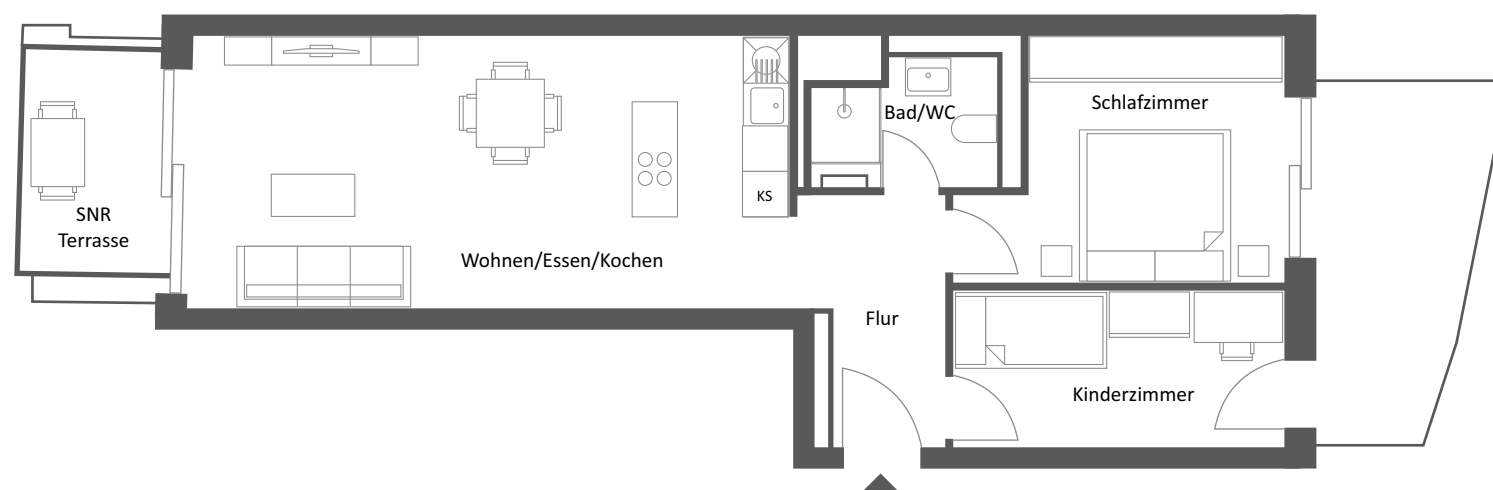 Schlafzimmer
Bad/WC
KS
SNR
Terrasse
Wohnen/Essen/Kochen
Flur
Kinderzimmer